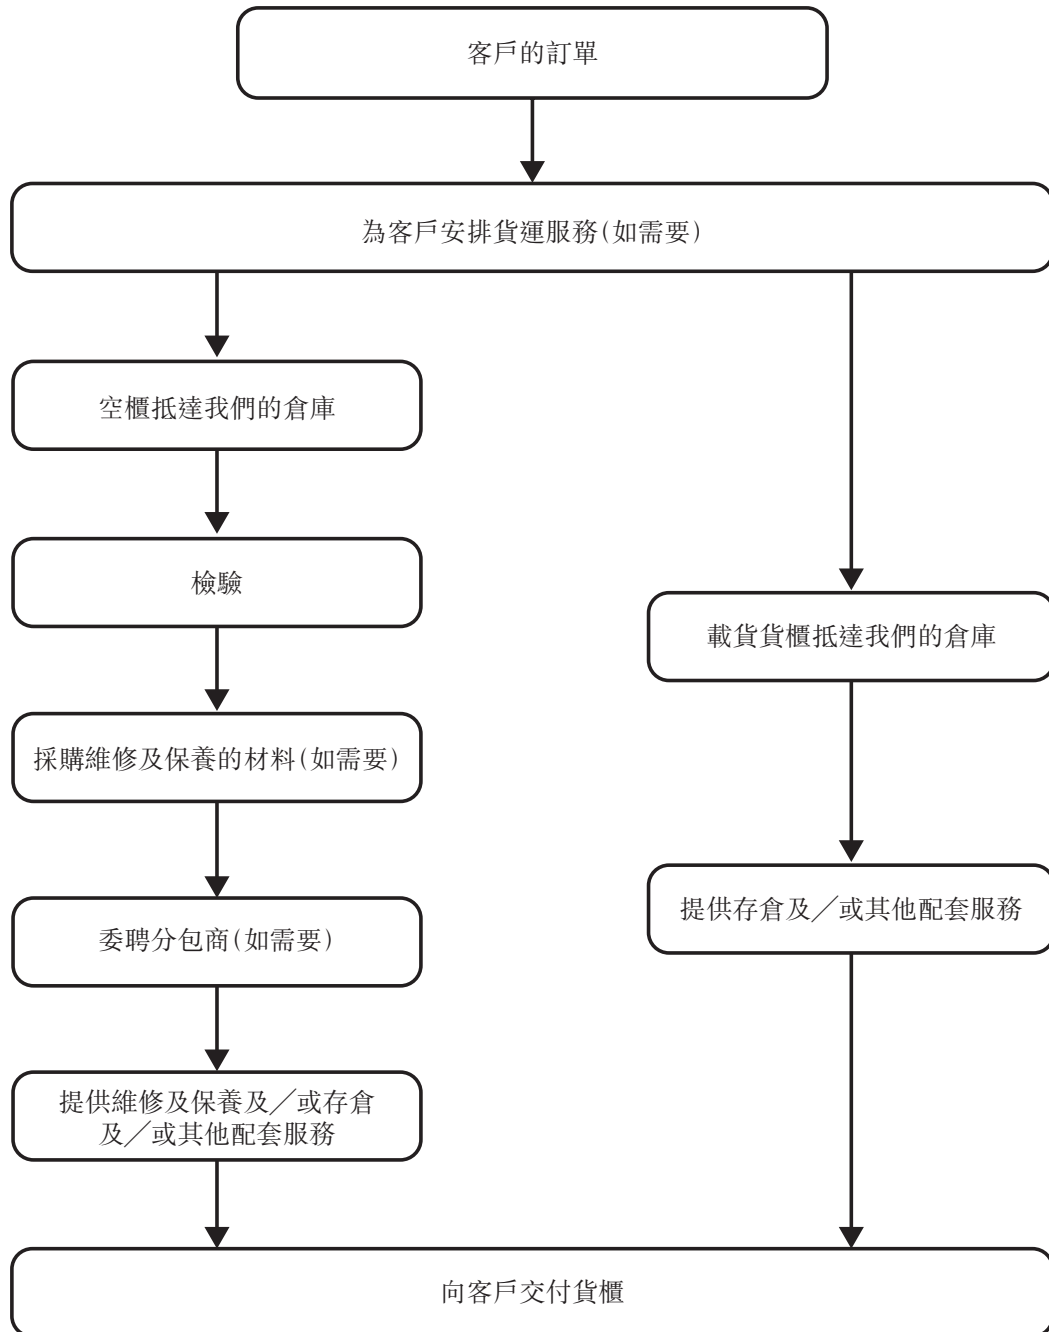 客戶的訂單
為客戶安排貨運服務(如需要)
空櫃抵達我們的倉庫
檢驗
載貨貨櫃抵達我們的倉庫
採購維修及保養的材料(如需要)
提供存倉及／或其他配套服務
委聘分包商(如需要)
提供維修及保養及／或存倉
及／或其他配套服務
向客戶交付貨櫃